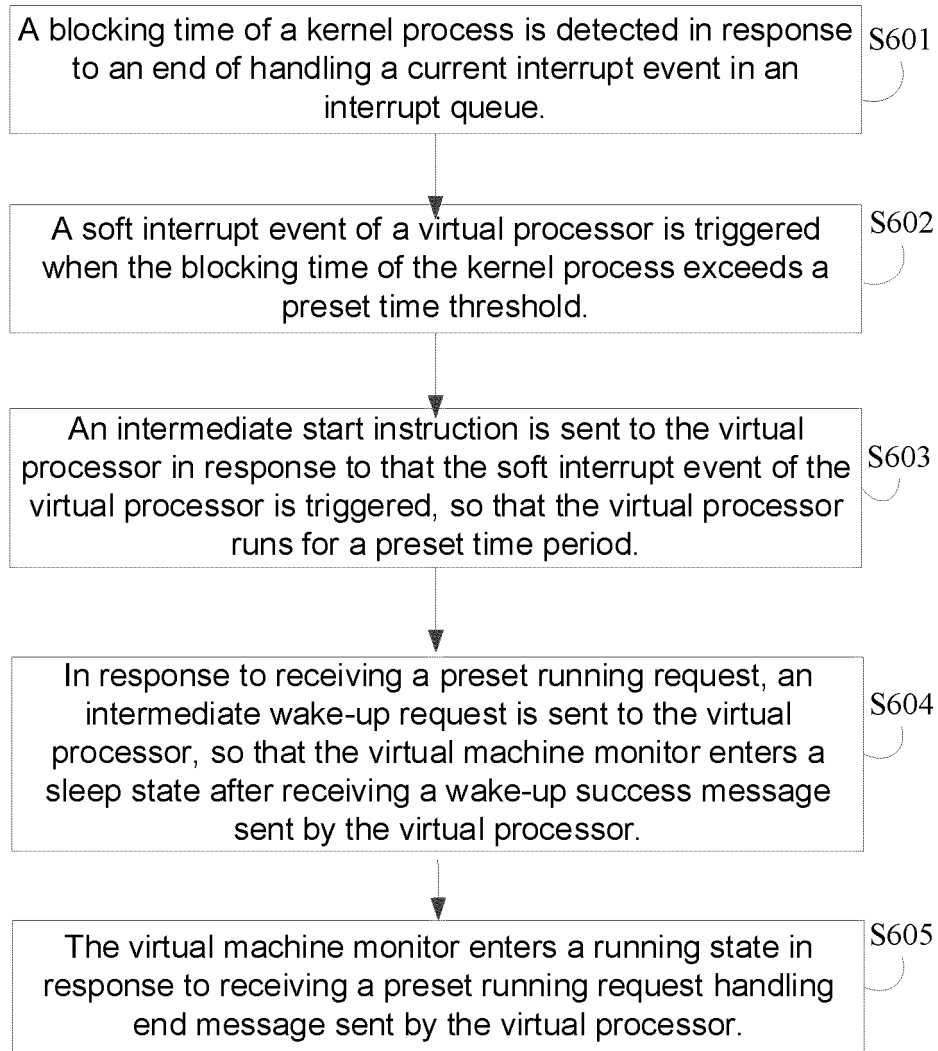 A blocking time of a kernel process is detected in response
to an end of handling a current interrupt event in an
interrupt queue.
S601
A soft interrupt event of a virtual processor is triggered
when the blocking time of the kernel process exceeds a
preset time threshold.
S602
An intermediate start instruction is sent to the virtual
processor in response to that the soft interrupt event of the
virtual processor is triggered, so that the virtual processor
runs for a preset time period.
S603
In response to receiving a preset running request, an
intermediate wake-up request is sent to the virtual
processor, so that the virtual machine monitor enters a
sleep state after receiving a wake-up success message
sent by the virtual processor.
S604
The virtual machine monitor enters a running state in
response to receiving a preset running request handling
end message sent by the virtual processor.
S605